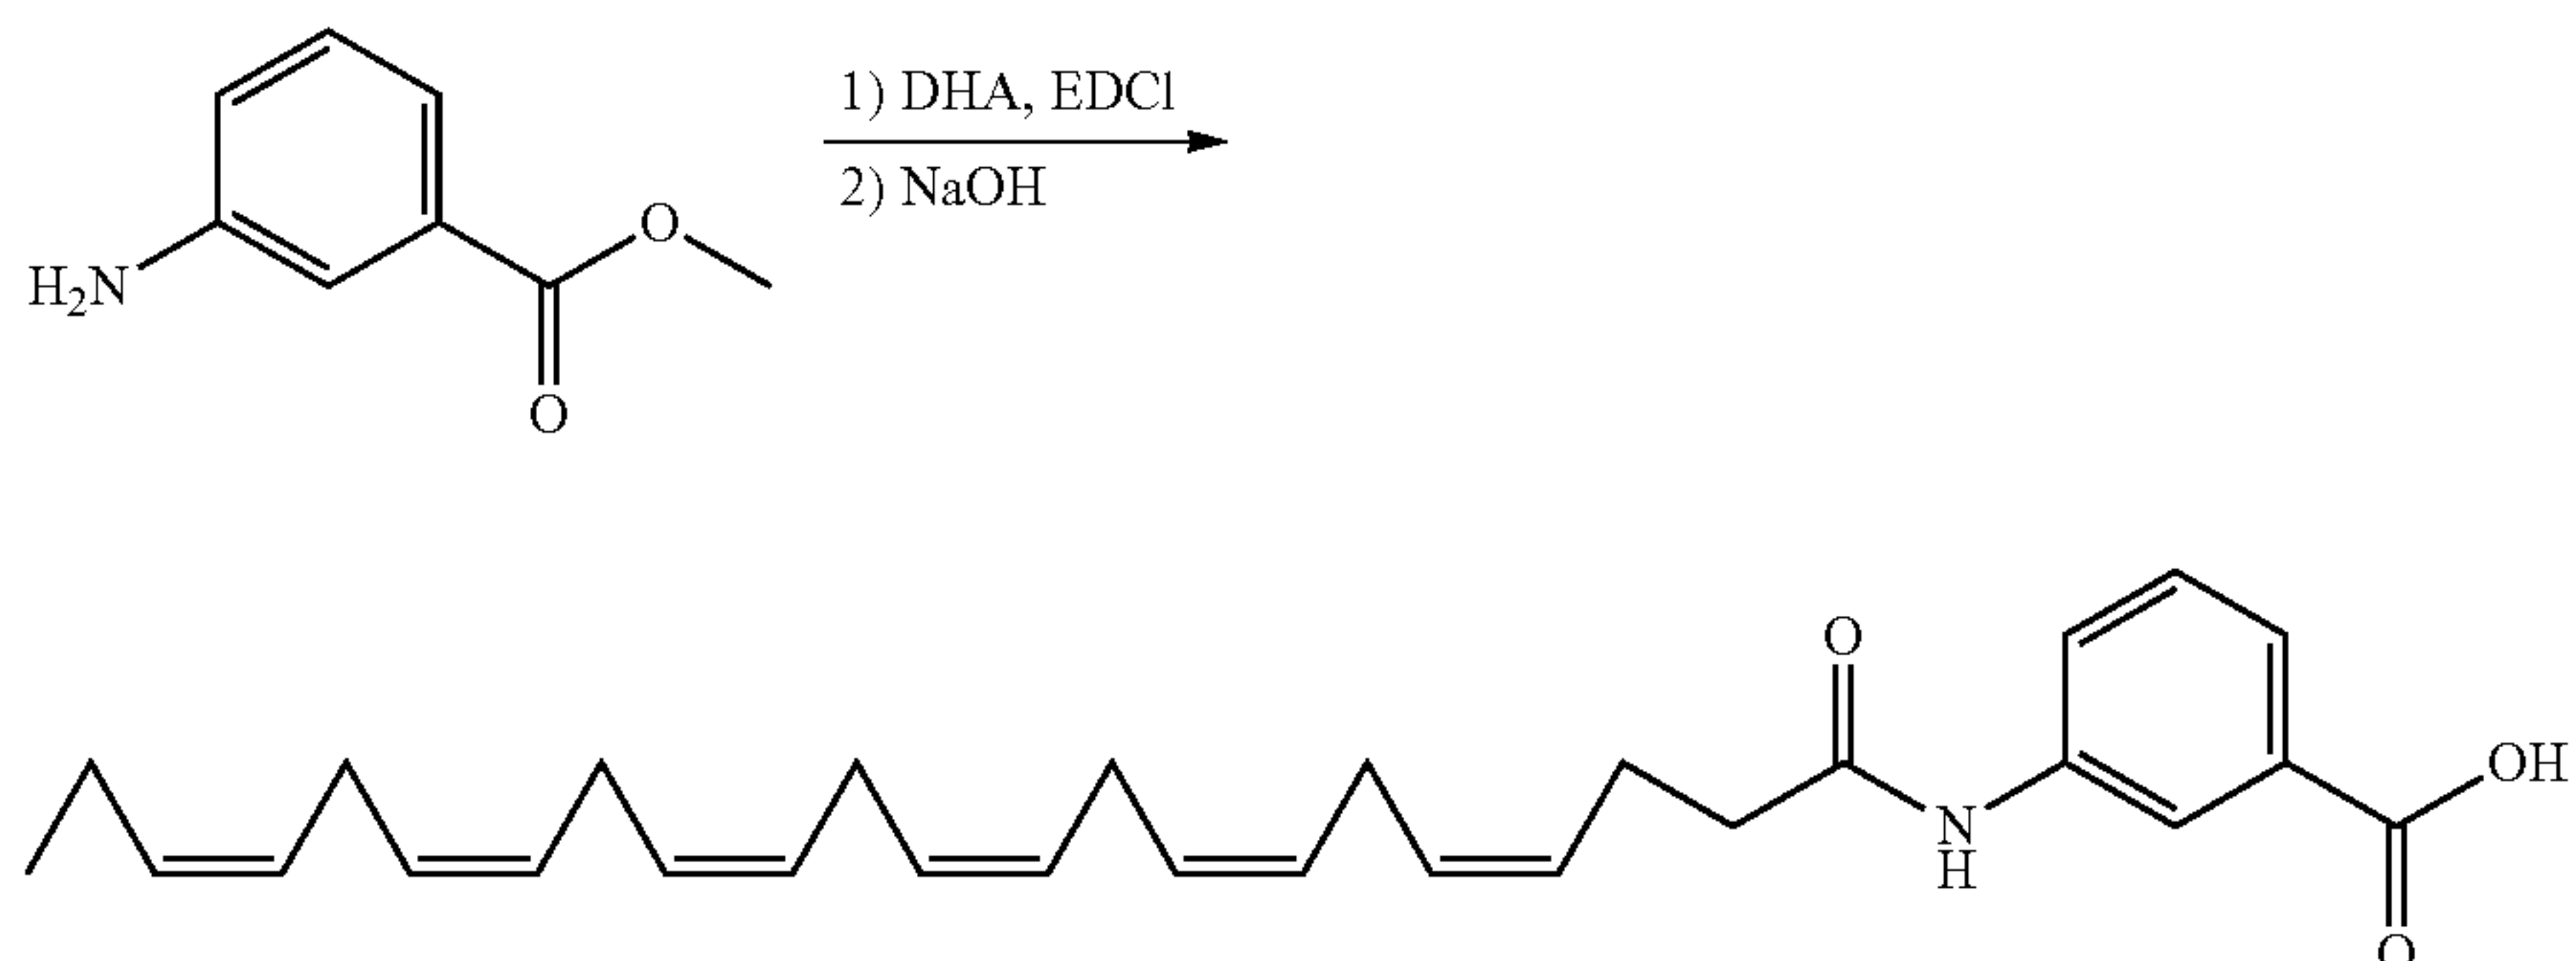 1) DHA, EDCl
2) NaOH
H₂N
O
O
O
N
H
OH
O